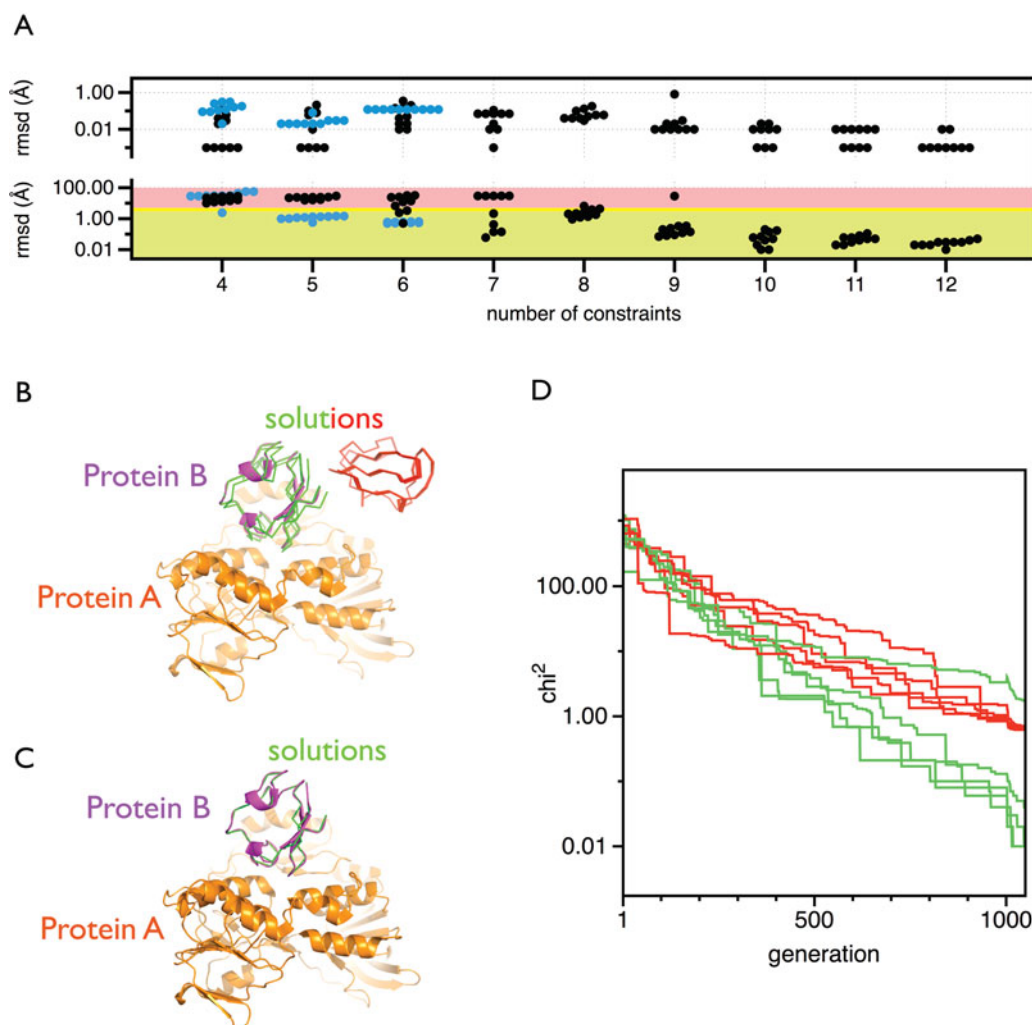 A
rmsd (Å)
1.00
0.01
rmsd (Å)
100.00
1.00
0.01
4 5 6 7 8 9 10 11 12
number of constraints
B
solutions
Protein B
Protein A
C
solutions
Protein B
Protein A
D
chi²
100.00
1.00
0.01
1 500 1000
generation